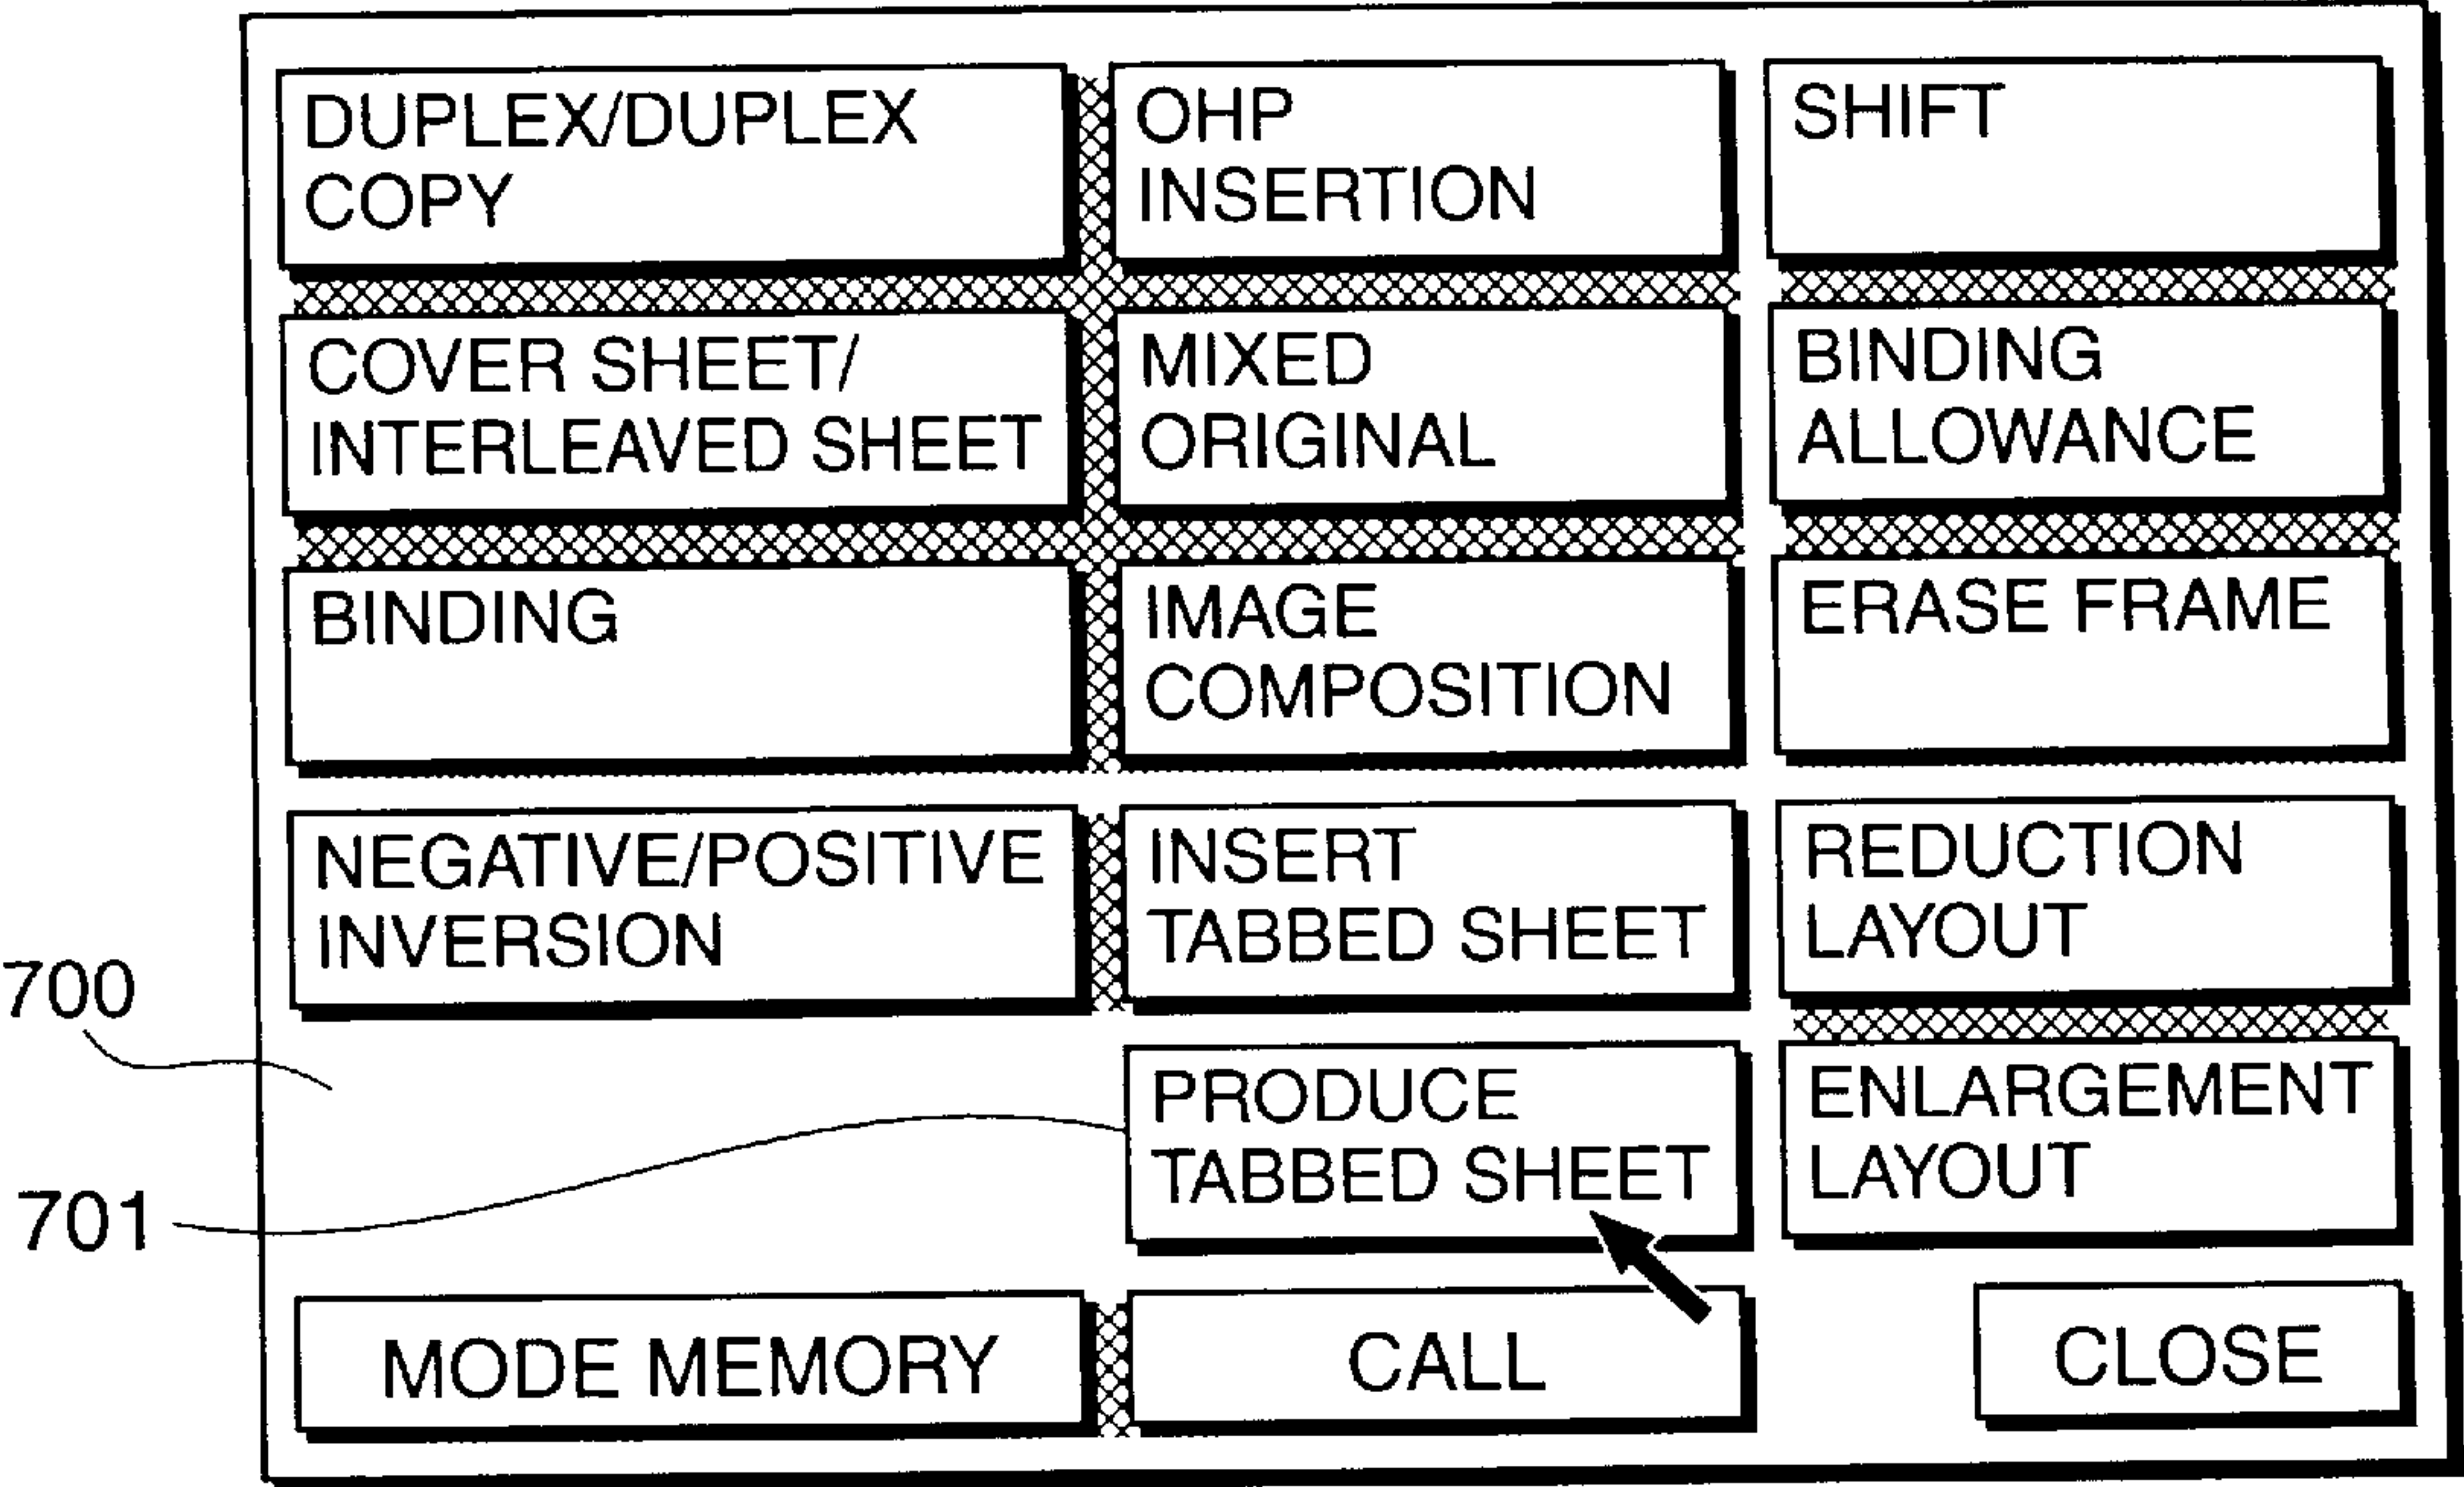 DUPLEX/DUPLEX
COPY
OHP
INSERTION
SHIFT
COVER SHEET/
INTERLEAVED SHEET
MIXED
ORIGINAL
BINDING
ALLOWANCE
BINDING
IMAGE
COMPOSITION
ERASE FRAME
NEGATIVE/POSITIVE
INVERSION
INSERT
TABBED SHEET
REDUCTION
LAYOUT
700
PRODUCE
TABBED SHEET
ENLARGEMENT
LAYOUT
701
MODE MEMORY
CALL
CLOSE